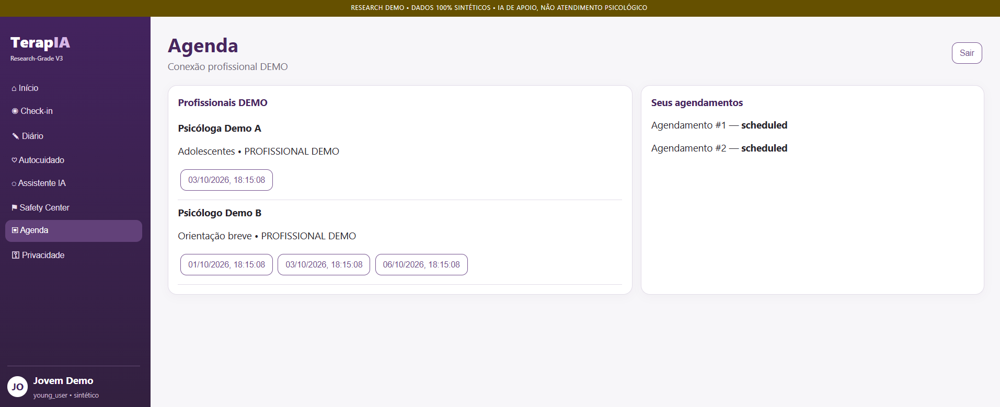 RESEARCH DEMO • DADOS 100% SINTÉTICOS • IA DE APOIO, NÃO ATENDIMENTO PSICOLÓGICO
TerapIA
Research-Grade V3
Início
Check-in
Diário
Autocuidado
Assistente IA
Safety Center
Agenda
Privacidade
JO
Jovem Demo
young_user • sintético
Agenda
Conexão profissional DEMO
Sair
Profissionais DEMO
Psicóloga Demo A
Adolescentes • PROFISSIONAL DEMO
03/10/2026, 18:15:08
Psicólogo Demo B
Orientação breve • PROFISSIONAL DEMO
01/10/2026, 18:15:08
03/10/2026, 18:15:08
06/10/2026, 18:15:08
Seus agendamentos
Agendamento #1 — scheduled
Agendamento #2 — scheduled